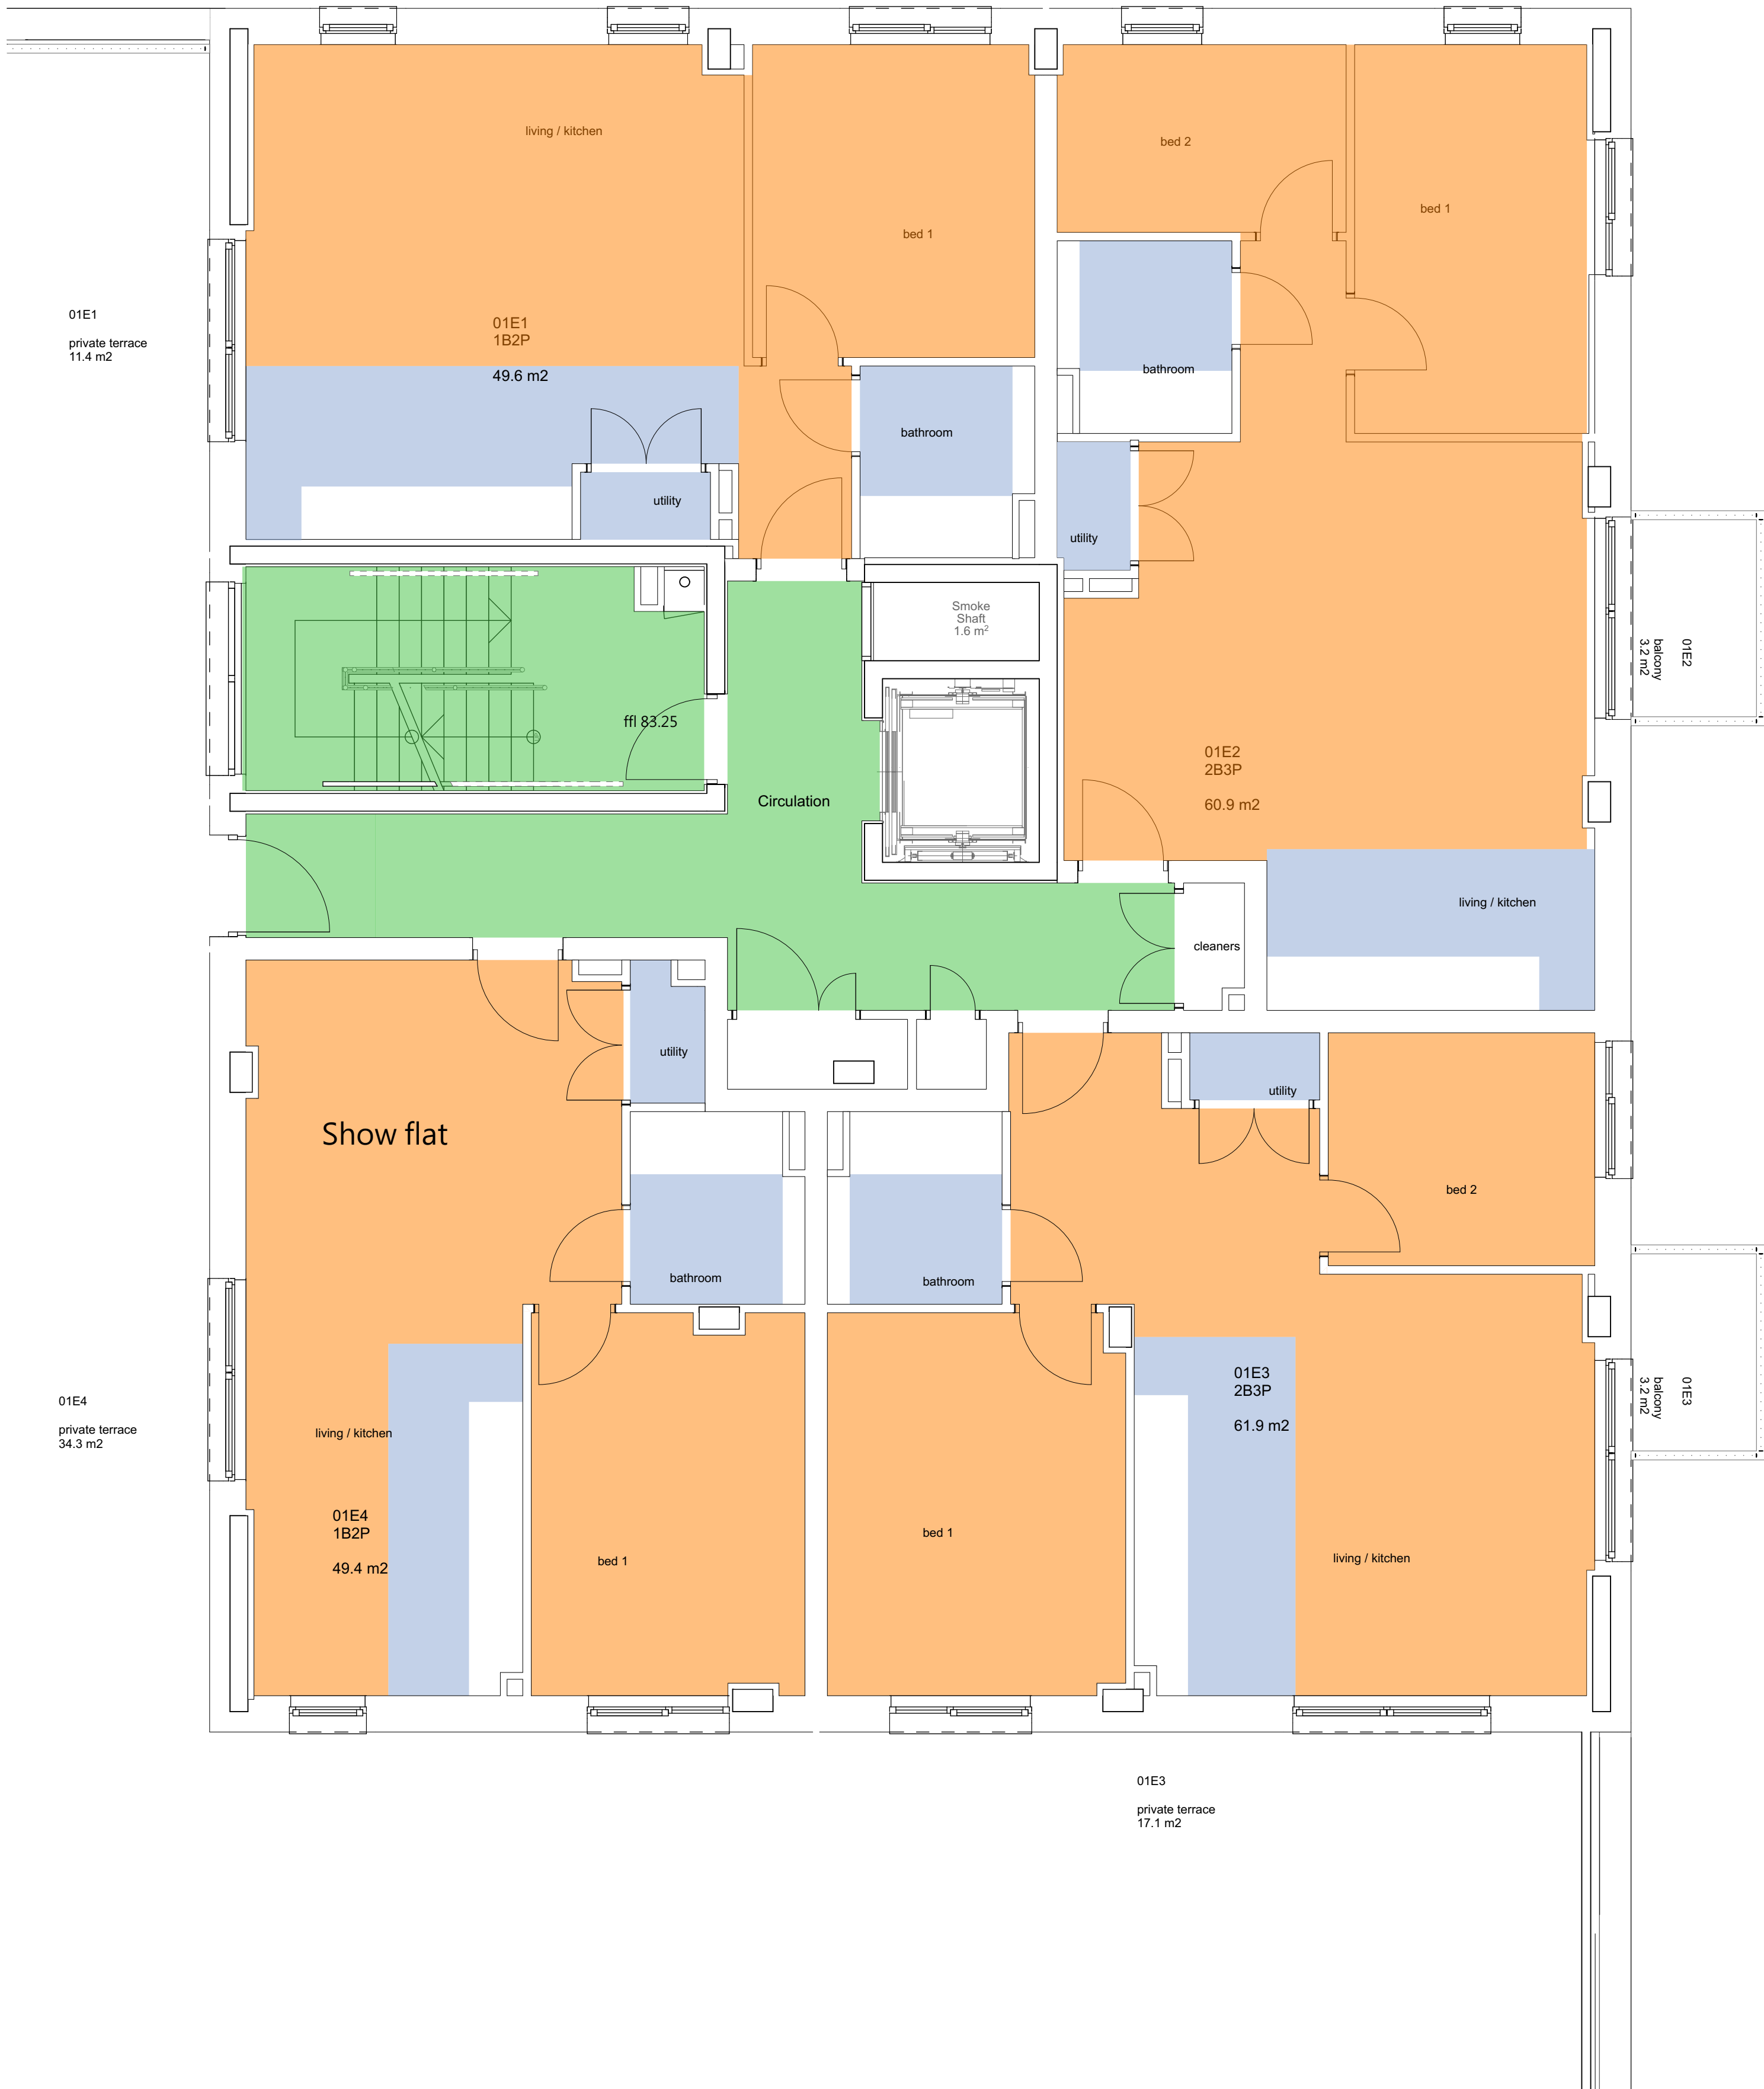 living / kitchen
bed 2
bed 1
bed 1
01E1
private terrace
11.4 m2
01E1
1B2P
49.6 m2
bathroom
bathroom
utility
utility
Smoke
Shaft
1.6 m2
01E2
balcony
3.2 m2
ffl 83.25
01E2
2B3P
60.9 m2
Circulation
living / kitchen
cleaners
utility
utility
Show flat
bed 2
bathroom
bathroom
01E3
2B3P
61.9 m2
01E3
balcony
3.2 m2
01E4
private terrace
34.3 m2
living / kitchen
01E4
1B2P
49.4 m2
bed 1
bed 1
living / kitchen
01E3
private terrace
17.1 m2